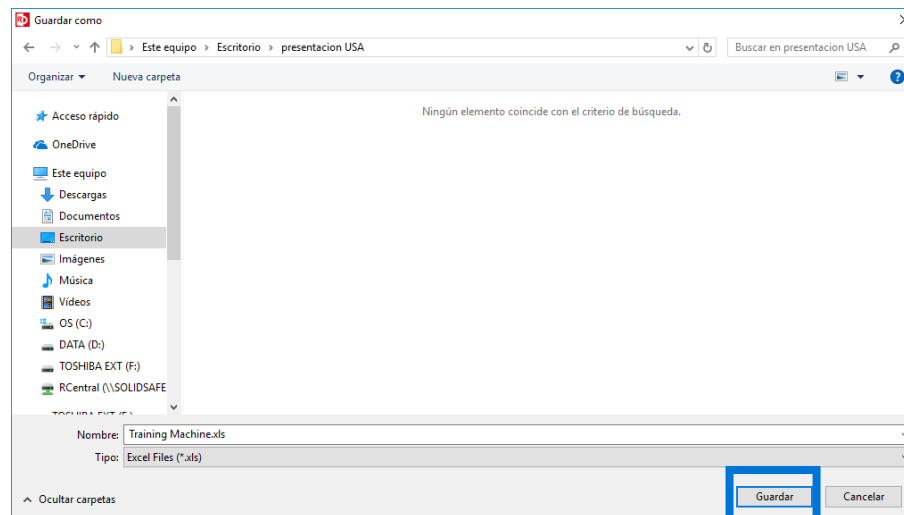 RD Guardar como
Este equipo > Escritorio > presentacion USA
Buscar en presentacion USA
Organizar
Nueva carpeta
Acceso rápido
OneDrive
Este equipo
Descargas
Documentos
Escritorio
Imágenes
Música
Vídeos
OS (C:)
DATA (D:)
TOSHIBA EXT (F:)
RCentral (\\SOLIDSAFE
Ningún elemento coincide con el criterio de búsqueda.
Nombre: Training Machine.xls
Tipo: Excel Files (*.xls)
Ocultar carpetas
Guardar
Cancelar